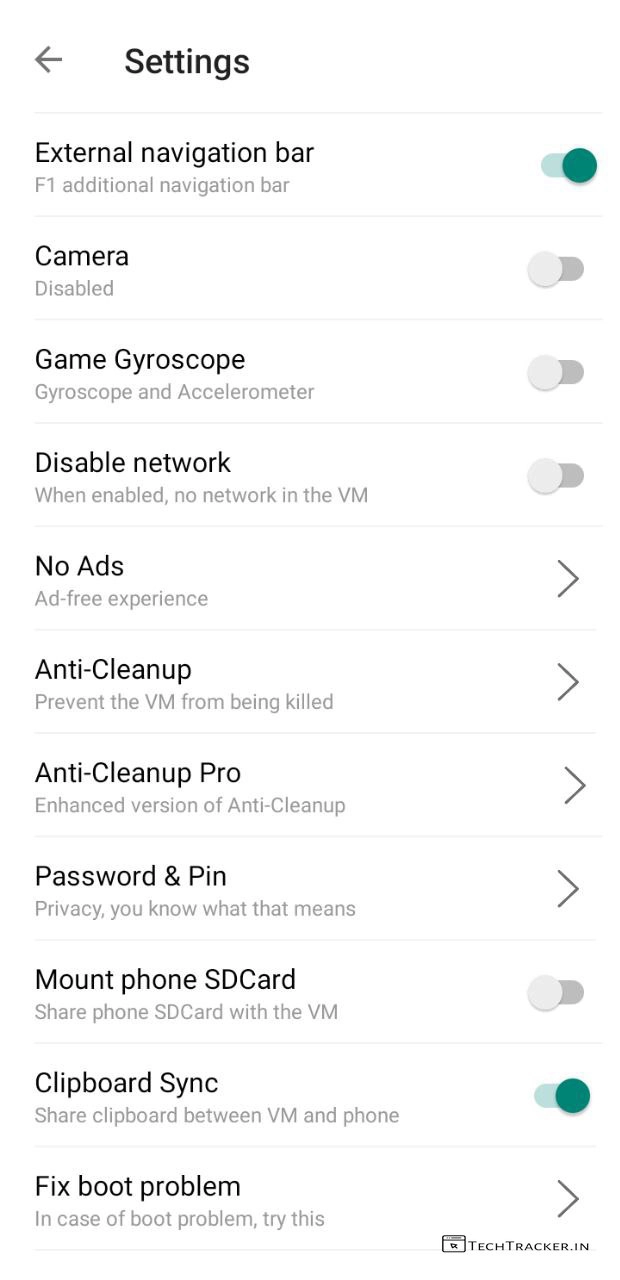 Settings
External navigation bar
F1 additional navigation bar
Camera
Disabled
Game Gyroscope
Gyroscope and Accelerometer
Disable network
When enabled, no network in the VM
No Ads
Ad-free experience
Anti-Cleanup
Prevent the VM from being killed
Anti-Cleanup Pro
Enhanced version of Anti-Cleanup
Password & Pin
Privacy, you know what that means
Mount phone SDCard
Share phone SDCard with the VM
Clipboard Sync
Share clipboard between VM and phone
Fix boot problem
In case of boot problem, try this
TECHTRACKER.IN